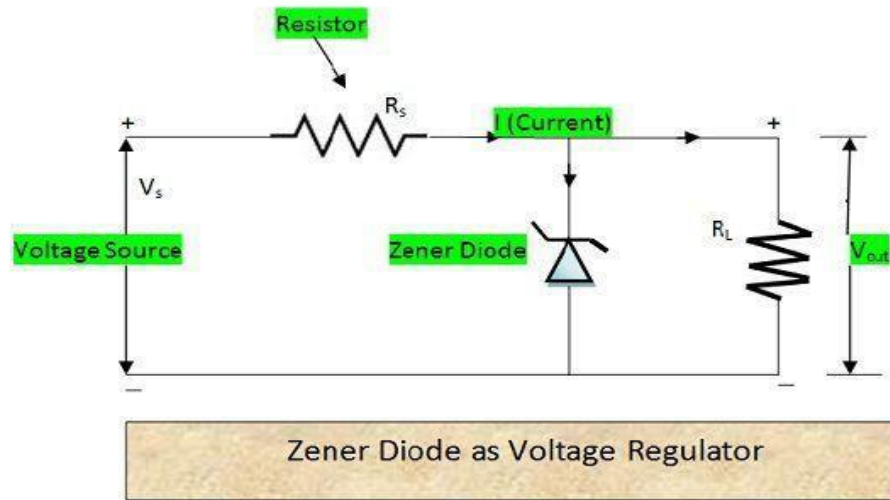 Resistor
Rs
+
I (Current)
+
Vs
Voltage Source
Zener Diode
RL
Vout
—
—
Zener Diode as Voltage Regulator